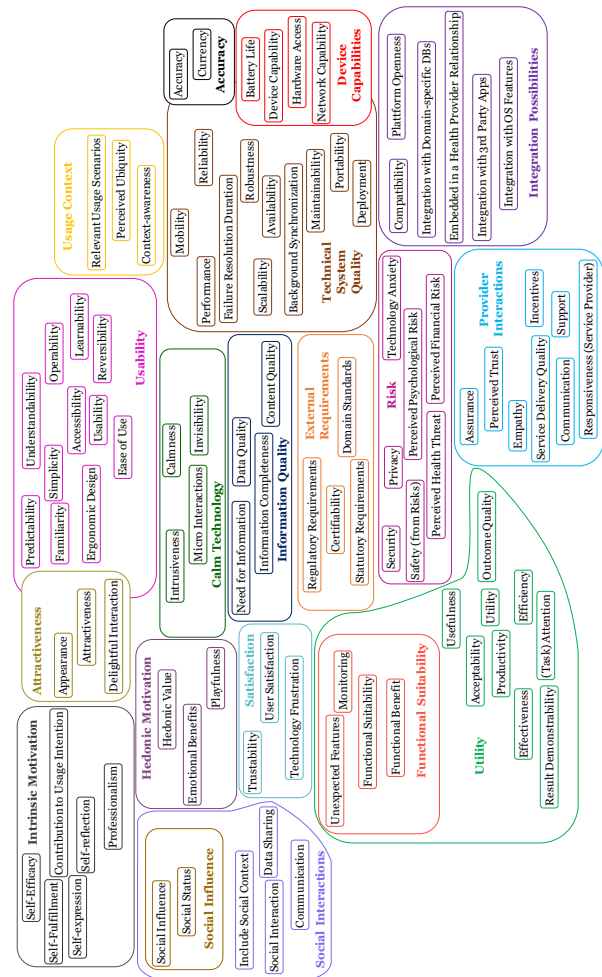 Intrinsic Motivation
Self-Efficacy
Self-Fulfillment
Contribution to Usage Intention
Self-expression
Self-reflection
Professionalism
Attractiveness
Appearance
Attractiveness
Delightful Interaction
Predictability
Understandability
Simplicity
Operability
Familiarity
Accessibility
Learnability
Ergonomic Design
Usability
Reversibility
Ease of Use
Usability
Usage Context
Relevant Usage Scenarios
Perceived Ubiquity
Context-awareness
Accuracy
Currency
Accuracy
Social Influence
Social Status
Social Influence
Include Social Context
Social Interaction
Data Sharing
Communication
Social Interactions
Hedonic Motivation
Hedonic Value
Emotional Benefits
Playfulness
Intrusiveness
Calmness
Micro Interactions
Invisibility
Calm Technology
Mobility
Performance
Reliability
Failure Resolution Duration
Scalability
Robustness
Availability
Background Synchronization
Maintainability
Portability
Deployment
Technical
System
Quality
Battery Life
Device Capability
Hardware Access
Network Capability
Device
Capabilities
Satisfaction
Trustability
User Satisfaction
Technology Frustration
Need for Information
Data Quality
Information Completeness
Content Quality
Information Quality
External
Requirements
Regulatory Requirements
Certifiability
Domain Standards
Statutory Requirements
Unexpected Features
Monitoring
Functional Suitability
Functional Benefit
Functional Suitability
Utility
Usefulness
Acceptability
Utility
Outcome Quality
Productivity
Effectiveness
Efficiency
Result Demonstrability
(Task) Attention
Risk
Security
Privacy
Technology Anxiety
Safety (from Risks)
Perceived Psychological Risk
Perceived Health Threat
Perceived Financial Risk
Provider
Interactions
Assurance
Perceived Trust
Empathy
Service Delivery Quality
Incentives
Communication
Support
Responsiveness (Service Provider)
Compatibility
Plattform Openness
Integration with Domain-specific DBs
Embedded in a Health Provider Relationship
Integration with 3rd Party Apps
Integration with OS Features
Integration Possibilities